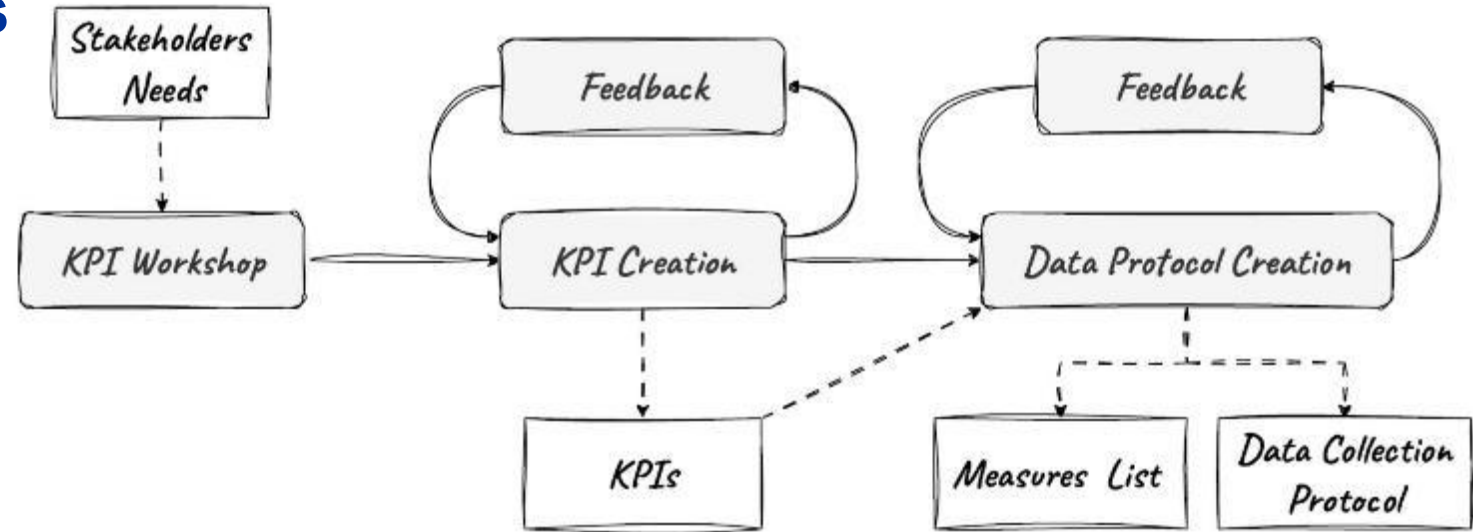 s
Stakeholders
Needs
Feedback
Feedback
KPI Workshop
KPI Creation
Data Protocol Creation
KPIs
Measures List
Data Collection
Protocol